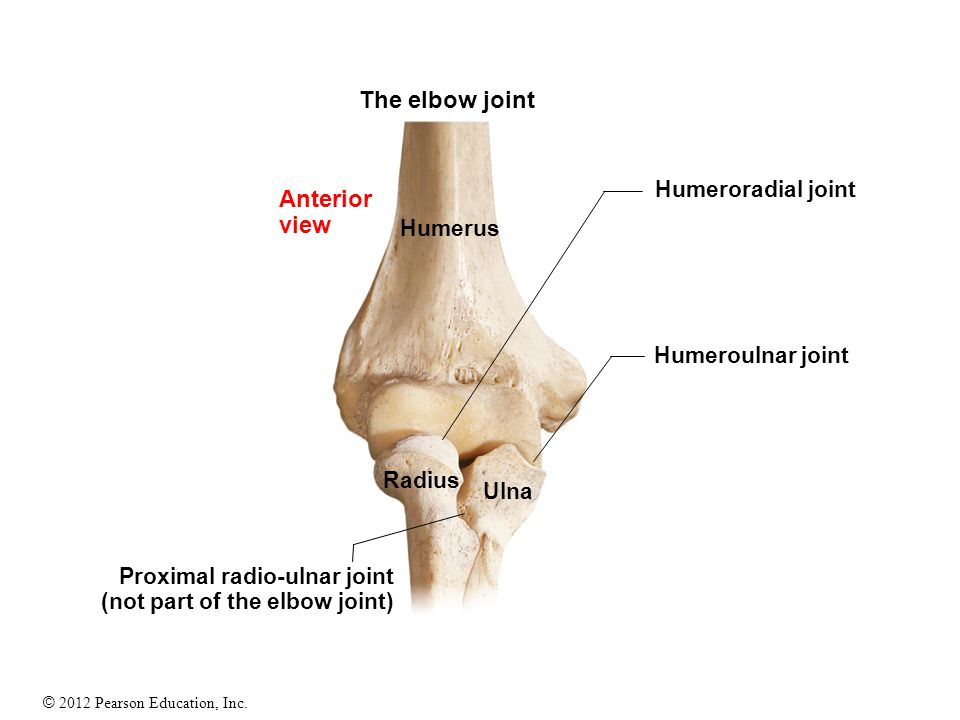 The elbow joint
Anterior
view
Humerus
Humeroradial joint
Humeroulnar joint
Radius
Ulna
Proximal radio-ulnar joint
(not part of the elbow joint)
© 2012 Pearson Education, Inc.